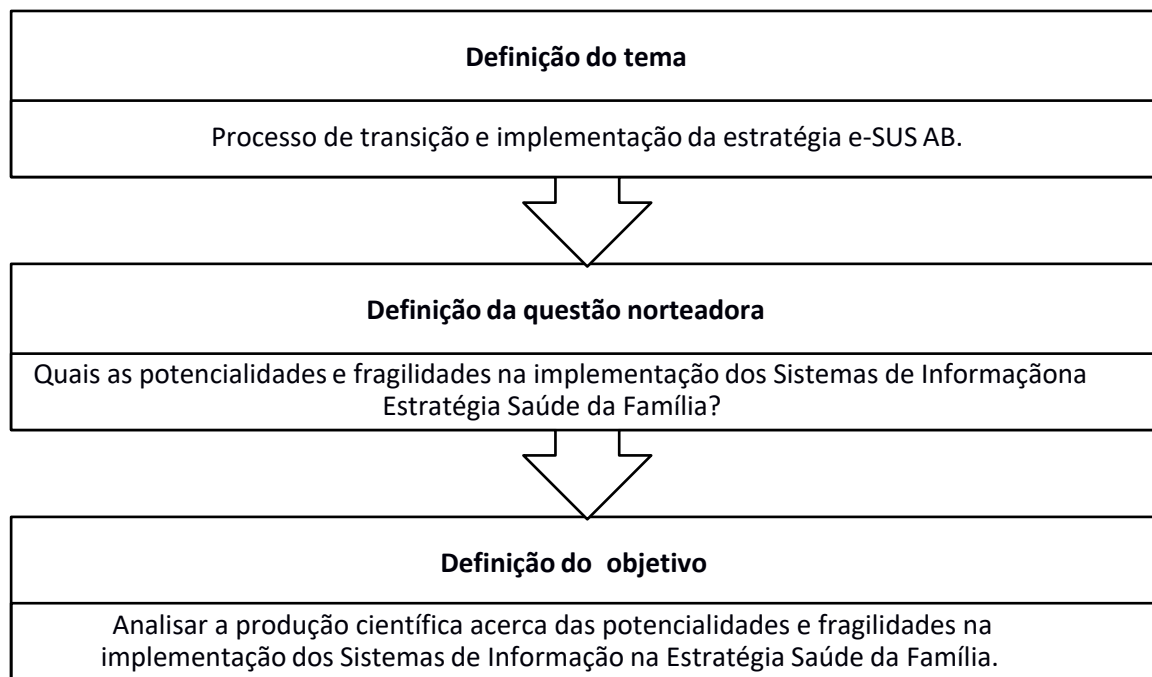 Definição do tema
Processo de transição e implementação da estratégia e-SUS AB.
Definição da questão norteadora
Quais as potencialidades e fragilidades na implementação dos Sistemas de Informaçãona
Estratégia Saúde da Família?
Definição do objetivo
Analisar a produção científica acerca das potencialidades e fragilidades na
implementação dos Sistemas de Informação na Estratégia Saúde da Família.